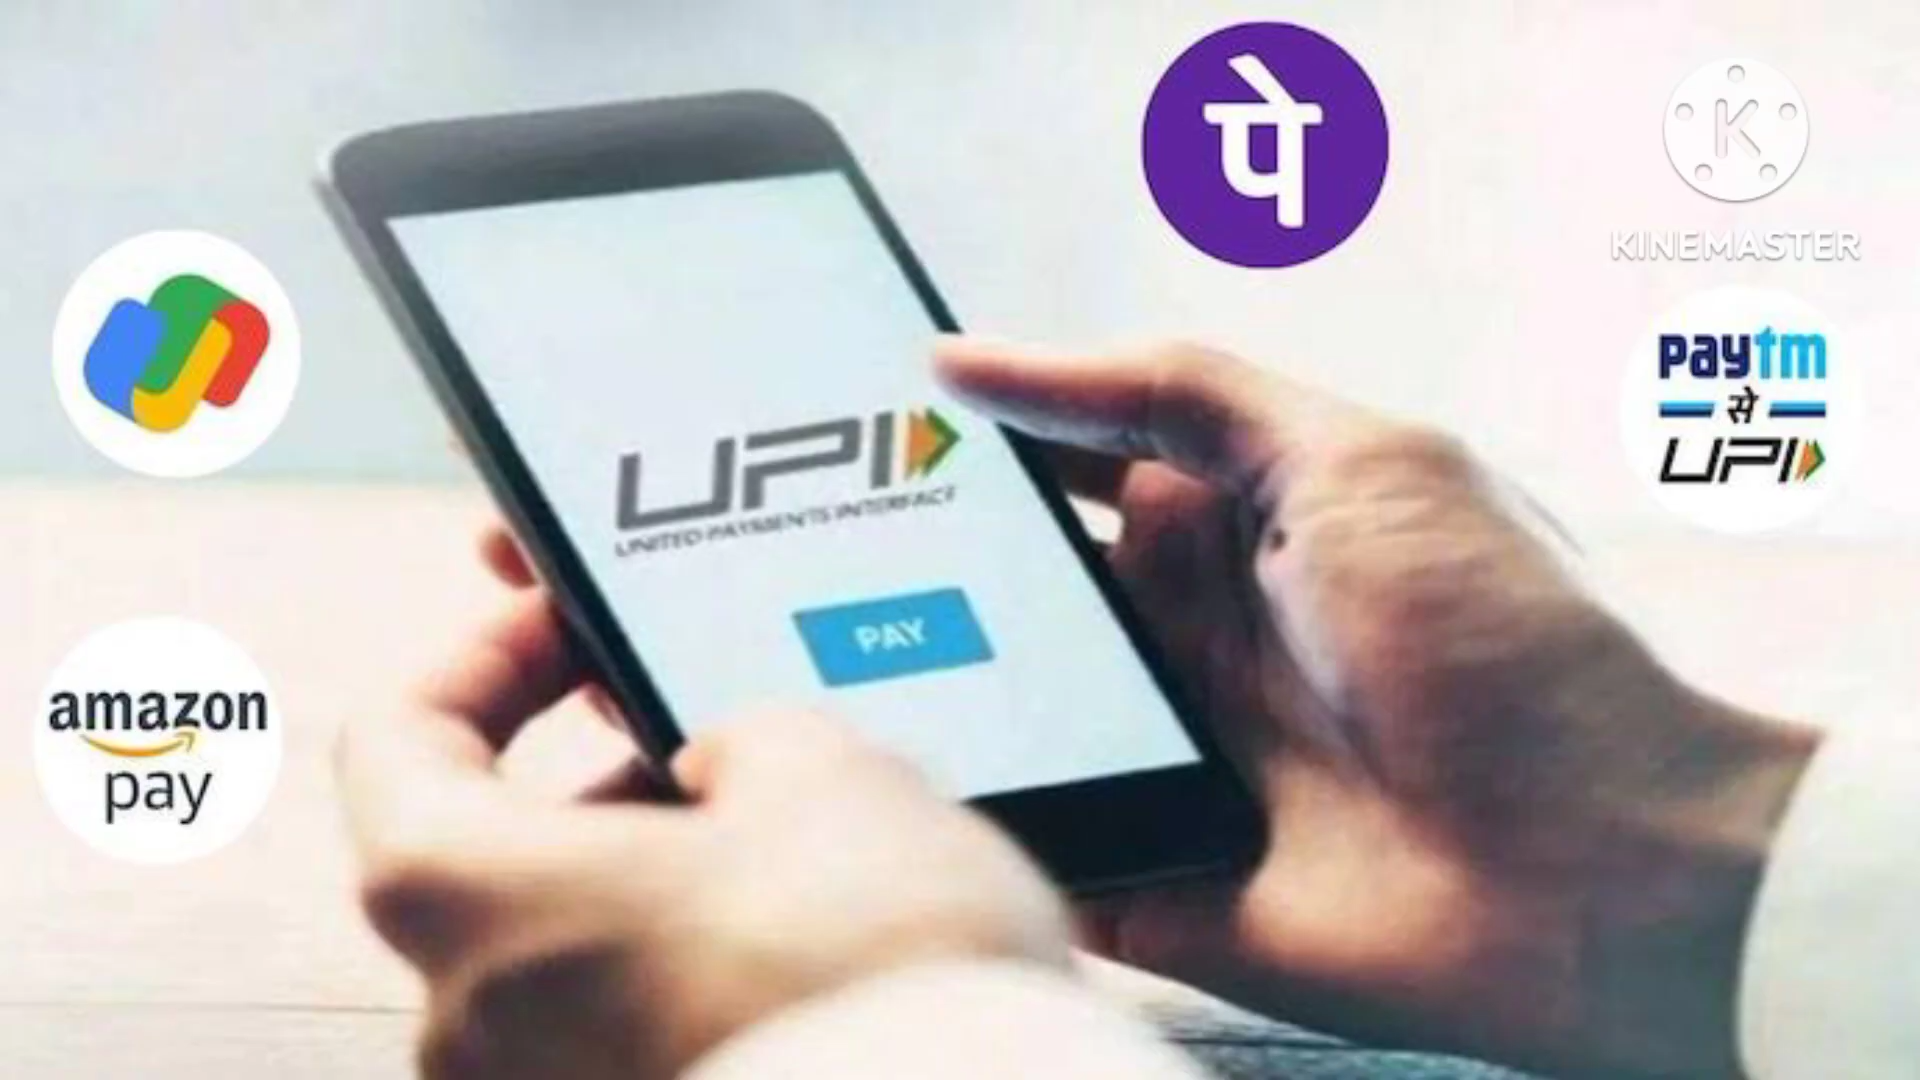 पे
K
KINEMASTER
paytm
से
UPI
UPI
UNITED PAYMENTS INTERFACE
PAY
amazon
pay